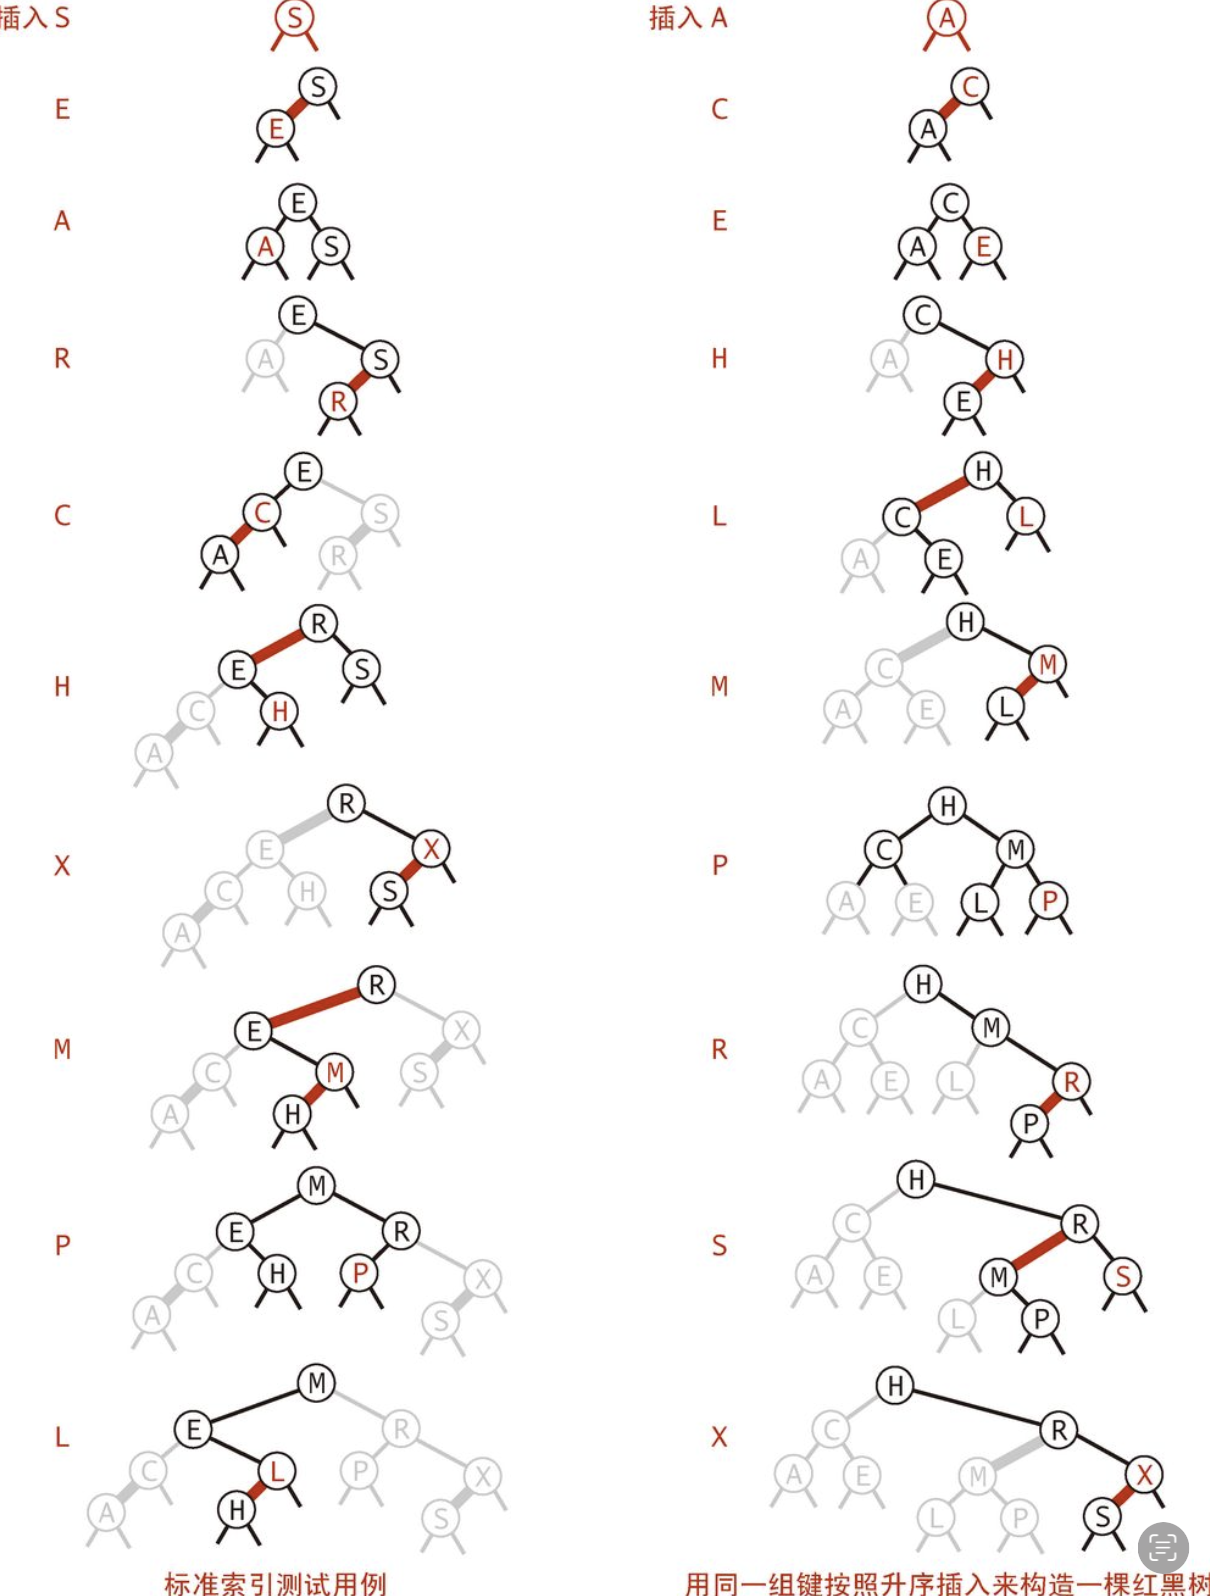 插入 S
S
E
S
E
A
E
A S
R
E
A S
R
C
E
C S
A R
H
R
E S
C H
A
X
R
E X
C H S
A
M
R
E X
C M S
A H
P
M
E R
C H P X
A S
L
M
E R
C L P X
A H S
标准索引测试用例
插入 A
A
C
C
A
E
C
A E
H
C
A H
E
L
H
C L
A E
M
H
C M
A E L
P
H
C M
A E L P
R
H
C M
A E L R
P
S
H
C R
A E M S
L P
X
H
C R
A E M X
L P S
用同一组键按照升序插入来构造一棵红黑树